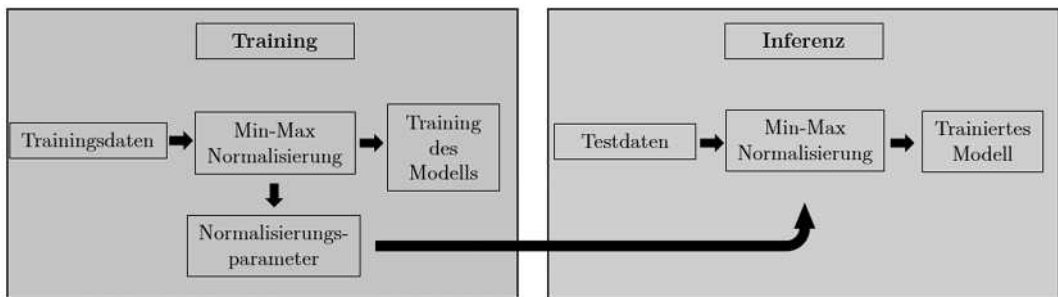 Training
Trainingsdaten
Min-Max
Normalisierung
Training
des
Modells
Normalisierungs-
parameter
Inferenz
Testdaten
Min-Max
Normalisierung
Trainiertes
Modell